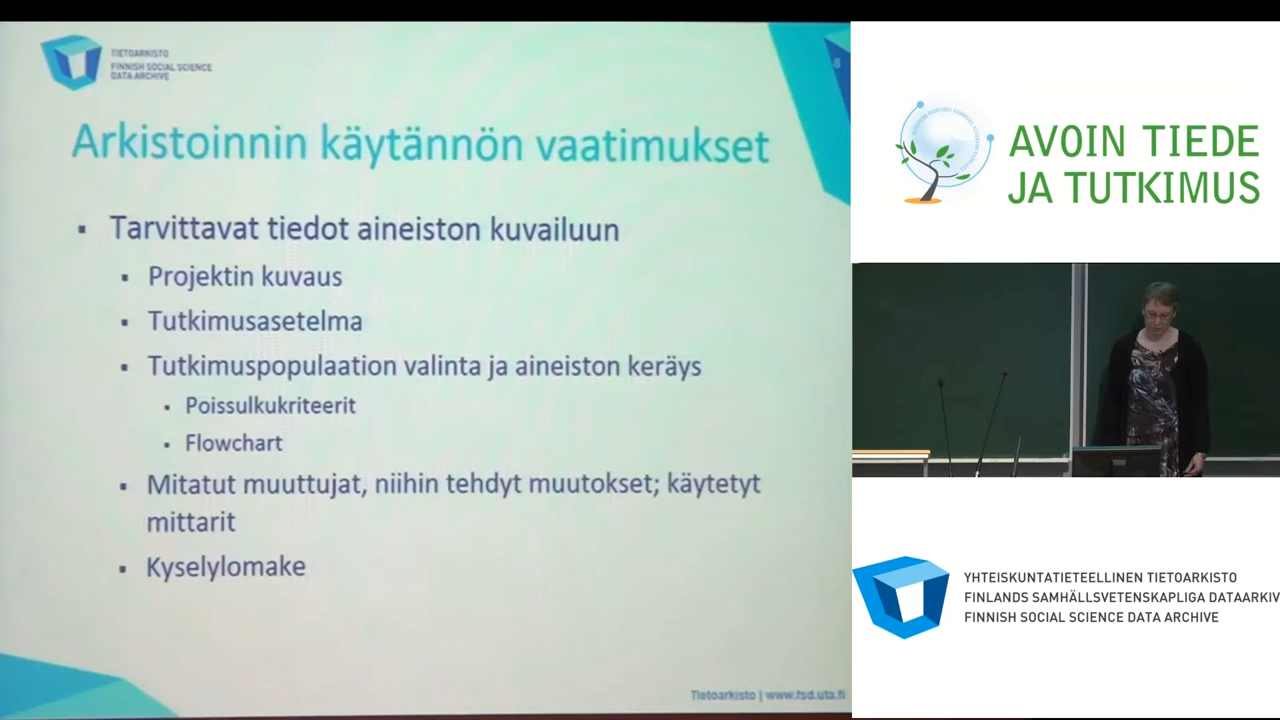 TIETOARKISTO
FINNISH SOCIAL SCIENCE
DATA ARCHIVE
8
Arkistoinnin käytännön vaatimukset
Tarvittavat tiedot aineiston kuvailuun
Projektin kuvaus
Tutkimusasetelma
Tutkimuspopulaation valinta ja aineiston keräys
Poissulkukriteerit
Flowchart
Mitatut muuttujat, niihin tehdyt muutokset; käytetyt
mittarit
Kyselylomake
Tietoarkisto | www.fsd.uta.fi
AVOIN TIEDE
JA TUTKIMUS
YHTEISKUNTATIETEELLINEN TIETOARKISTO
FINLANDS SAMHÄLLSVETENSKAPLIGA DATAARKIV
FINNISH SOCIAL SCIENCE DATA ARCHIVE